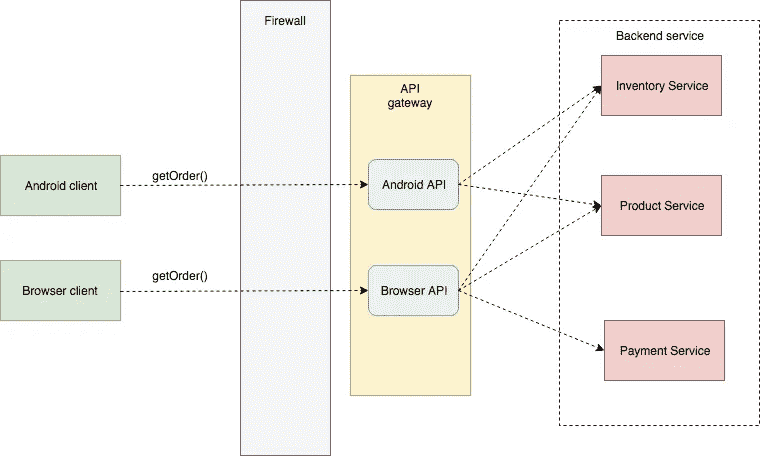 Firewall
Backend service
API
gateway
Inventory Service
Android client
getOrder()
Android API
Product Service
Browser client
getOrder()
Browser API
Payment Service